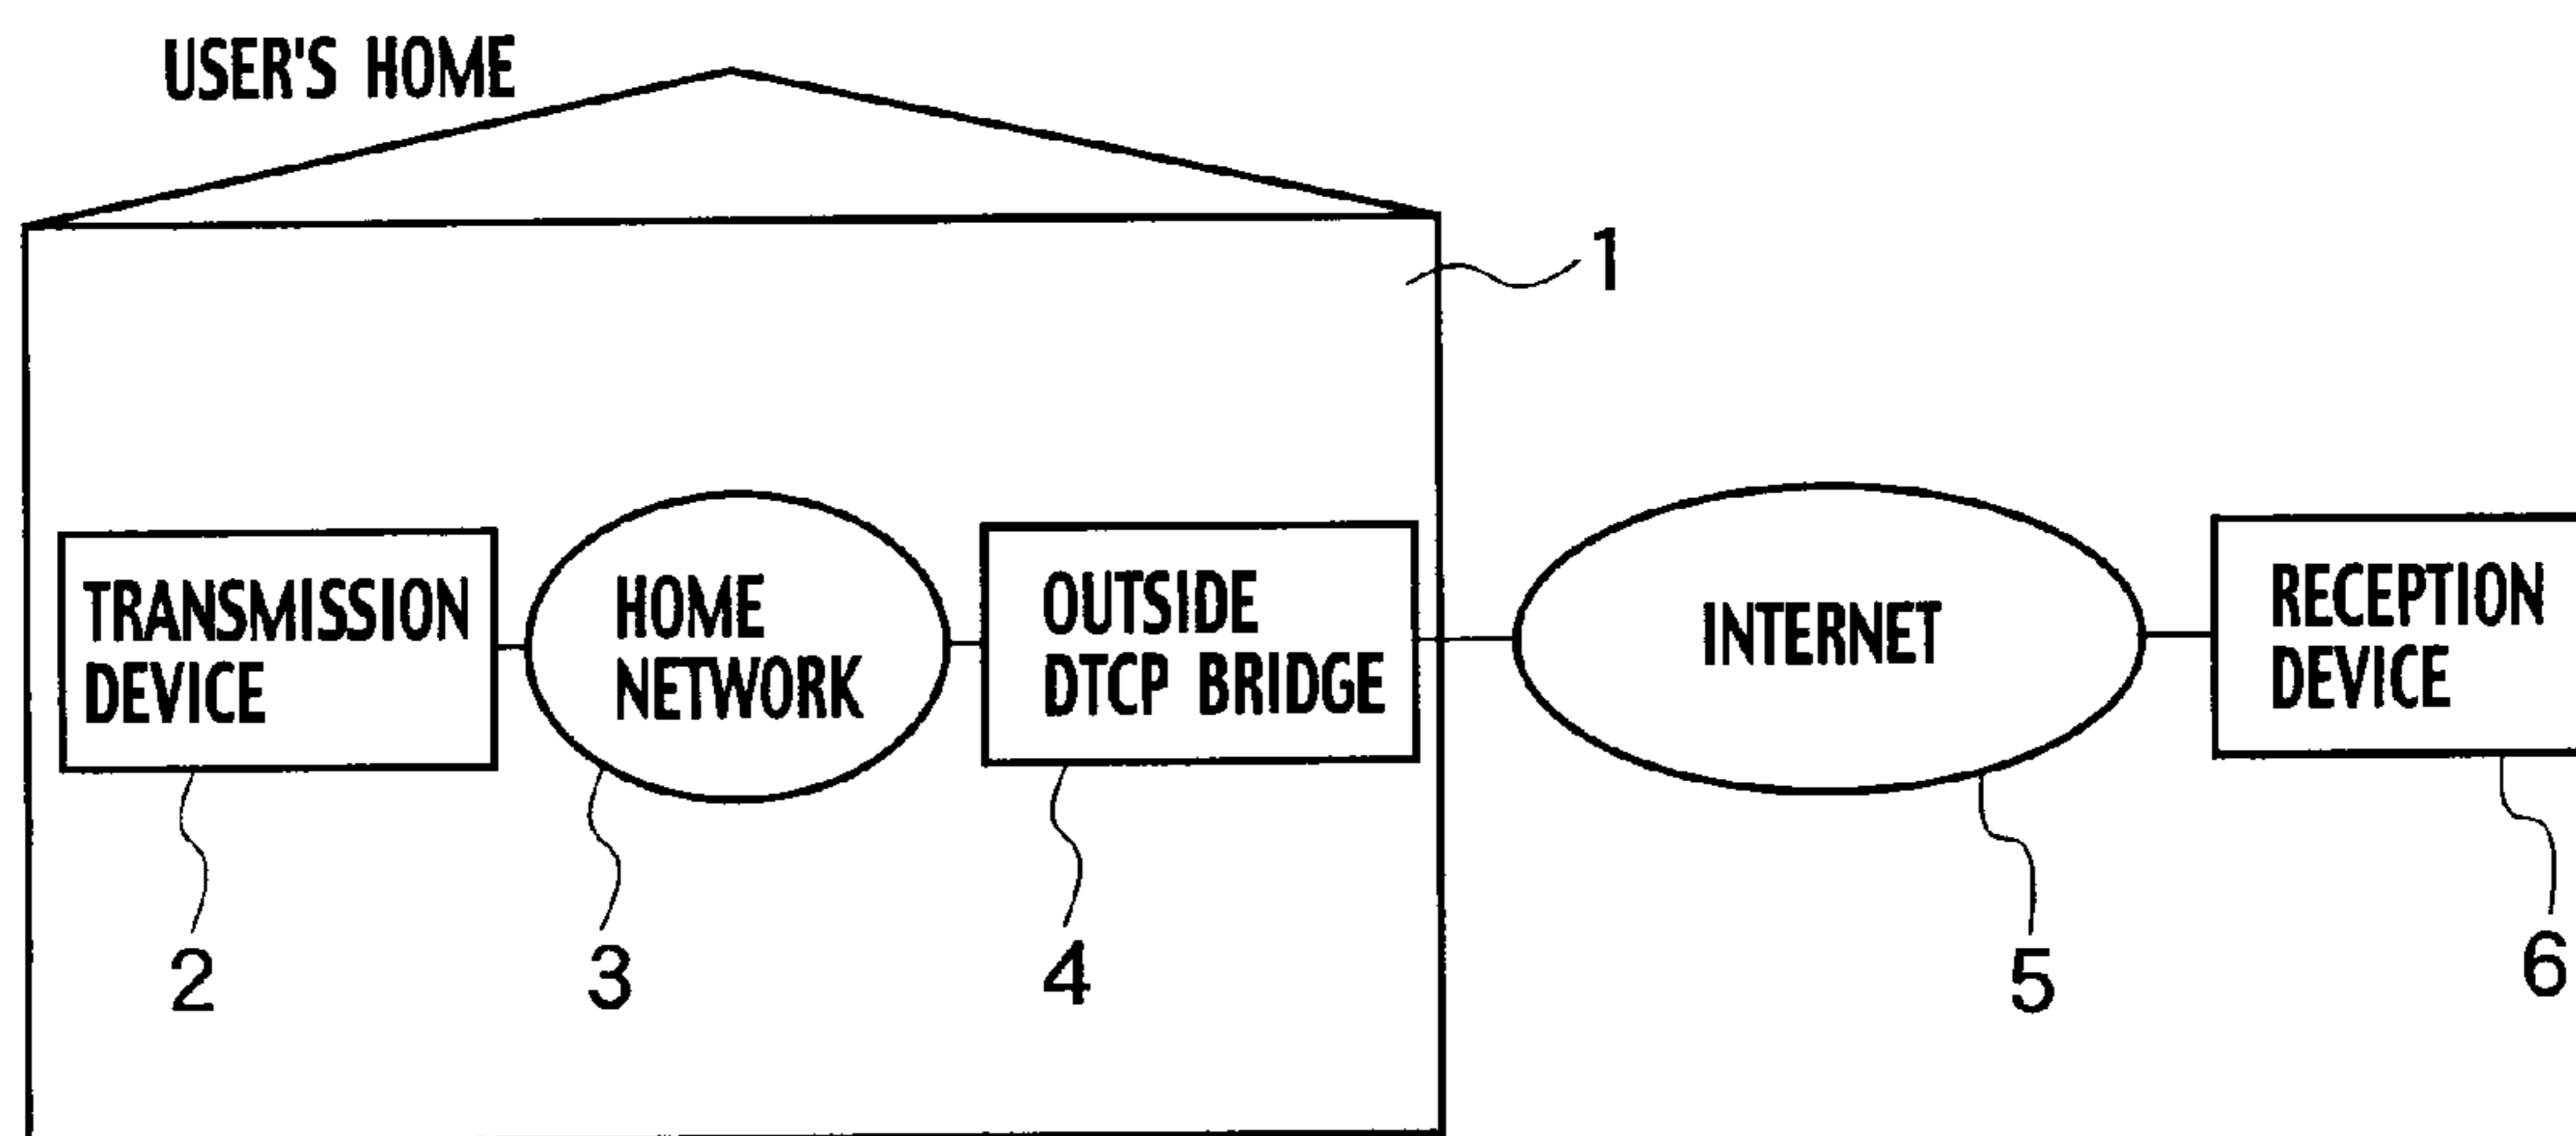 USER'S HOME
1
TRANSMISSION
DEVICE
HOME
NETWORK
OUTSIDE
DTCP BRIDGE
INTERNET
RECEPTION
DEVICE
2
3
4
5
6